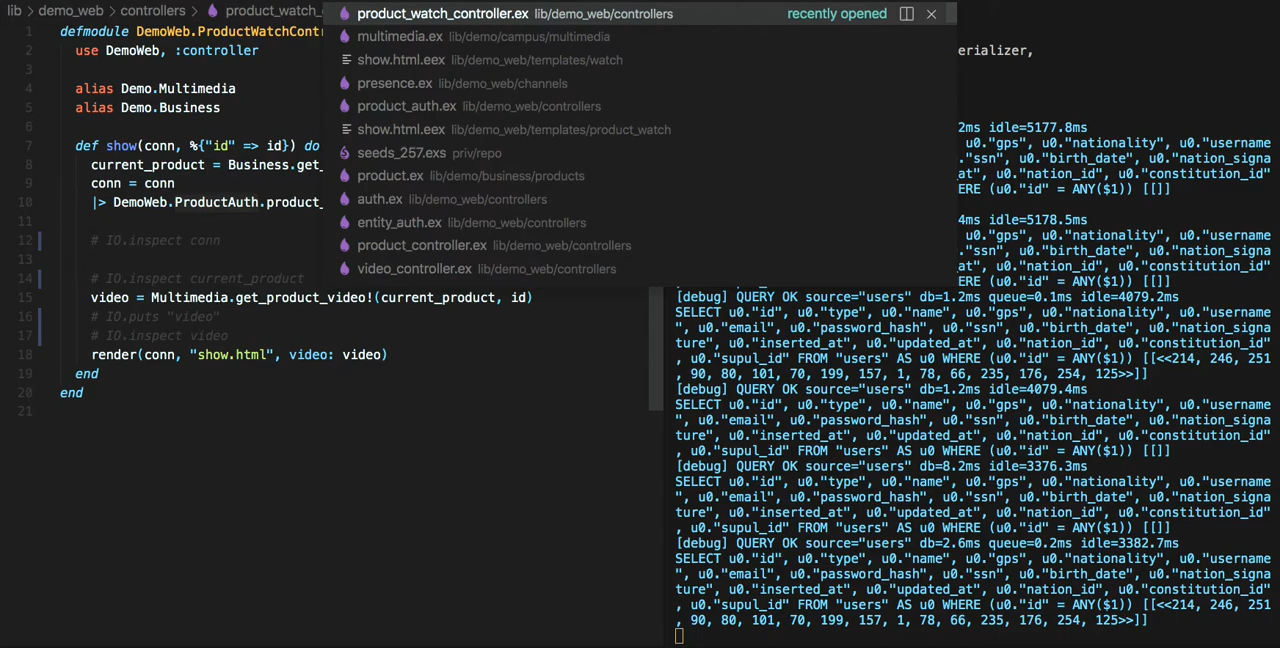 lib > demo_web > controllers > product_watch_
1 defmodule DemoWeb.ProductWatchContr
2 use DemoWeb, :controller
3
4 alias Demo.Multimedia
5 alias Demo.Business
6
7 def show(conn, %{"id" => id}) do
8 current_product = Business.get_
9 conn = conn
10 |> DemoWeb.ProductAuth.product_
11
12 # IO.inspect conn
13
14 # IO.inspect current_product
15 video = Multimedia.get_product_video!(current_product, id)
16 # IO.puts "video"
17 # IO.inspect video
18 render(conn, "show.html", video: video)
19 end
20 end
21
product_watch_controller.ex lib/demo_web/controllers recently opened
multimedia.ex lib/demo/campus/multimedia
show.html.eex lib/demo_web/templates/watch
presence.ex lib/demo_web/channels
product_auth.ex lib/demo_web/controllers
show.html.eex lib/demo_web/templates/product_watch
seeds_257.exs priv/repo
product.ex lib/demo/business/products
auth.ex lib/demo_web/controllers
entity_auth.ex lib/demo_web/controllers
product_controller.ex lib/demo_web/controllers
video_controller.ex lib/demo_web/controllers
erializer,
2ms idle=5177.8ms
u0."gps", u0."nationality", u0."username
."ssn", u0."birth_date", u0."nation_signa
at", u0."nation_id", u0."constitution_id"
ERE (u0."id" = ANY($1)) [[]]
4ms idle=5178.5ms
u0."gps", u0."nationality", u0."username
."ssn", u0."birth_date", u0."nation_signa
at", u0."nation_id", u0."constitution_id"
ERE (u0."id" = ANY($1)) [[]]
[debug] QUERY OK source="users" db=1.2ms queue=0.1ms idle=4079.2ms
SELECT u0."id", u0."type", u0."name", u0."gps", u0."nationality", u0."username
", u0."email", u0."password_hash", u0."ssn", u0."birth_date", u0."nation_signa
ture", u0."inserted_at", u0."updated_at", u0."nation_id", u0."constitution_id"
, u0."supul_id" FROM "users" AS u0 WHERE (u0."id" = ANY($1)) [[<<214, 246, 251
, 90, 80, 101, 70, 199, 157, 1, 78, 66, 235, 176, 254, 125>>]]
[debug] QUERY OK source="users" db=1.2ms idle=4079.4ms
SELECT u0."id", u0."type", u0."name", u0."gps", u0."nationality", u0."username
", u0."email", u0."password_hash", u0."ssn", u0."birth_date", u0."nation_signa
ture", u0."inserted_at", u0."updated_at", u0."nation_id", u0."constitution_id"
, u0."supul_id" FROM "users" AS u0 WHERE (u0."id" = ANY($1)) [[]]
[debug] QUERY OK source="users" db=8.2ms idle=3376.3ms
SELECT u0."id", u0."type", u0."name", u0."gps", u0."nationality", u0."username
", u0."email", u0."password_hash", u0."ssn", u0."birth_date", u0."nation_signa
ture", u0."inserted_at", u0."updated_at", u0."nation_id", u0."constitution_id"
, u0."supul_id" FROM "users" AS u0 WHERE (u0."id" = ANY($1)) [[]]
[debug] QUERY OK source="users" db=2.6ms queue=0.2ms idle=3382.7ms
SELECT u0."id", u0."type", u0."name", u0."gps", u0."nationality", u0."username
", u0."email", u0."password_hash", u0."ssn", u0."birth_date", u0."nation_signa
ture", u0."inserted_at", u0."updated_at", u0."nation_id", u0."constitution_id"
, u0."supul_id" FROM "users" AS u0 WHERE (u0."id" = ANY($1)) [[<<214, 246, 251
, 90, 80, 101, 70, 199, 157, 1, 78, 66, 235, 176, 254, 125>>]]